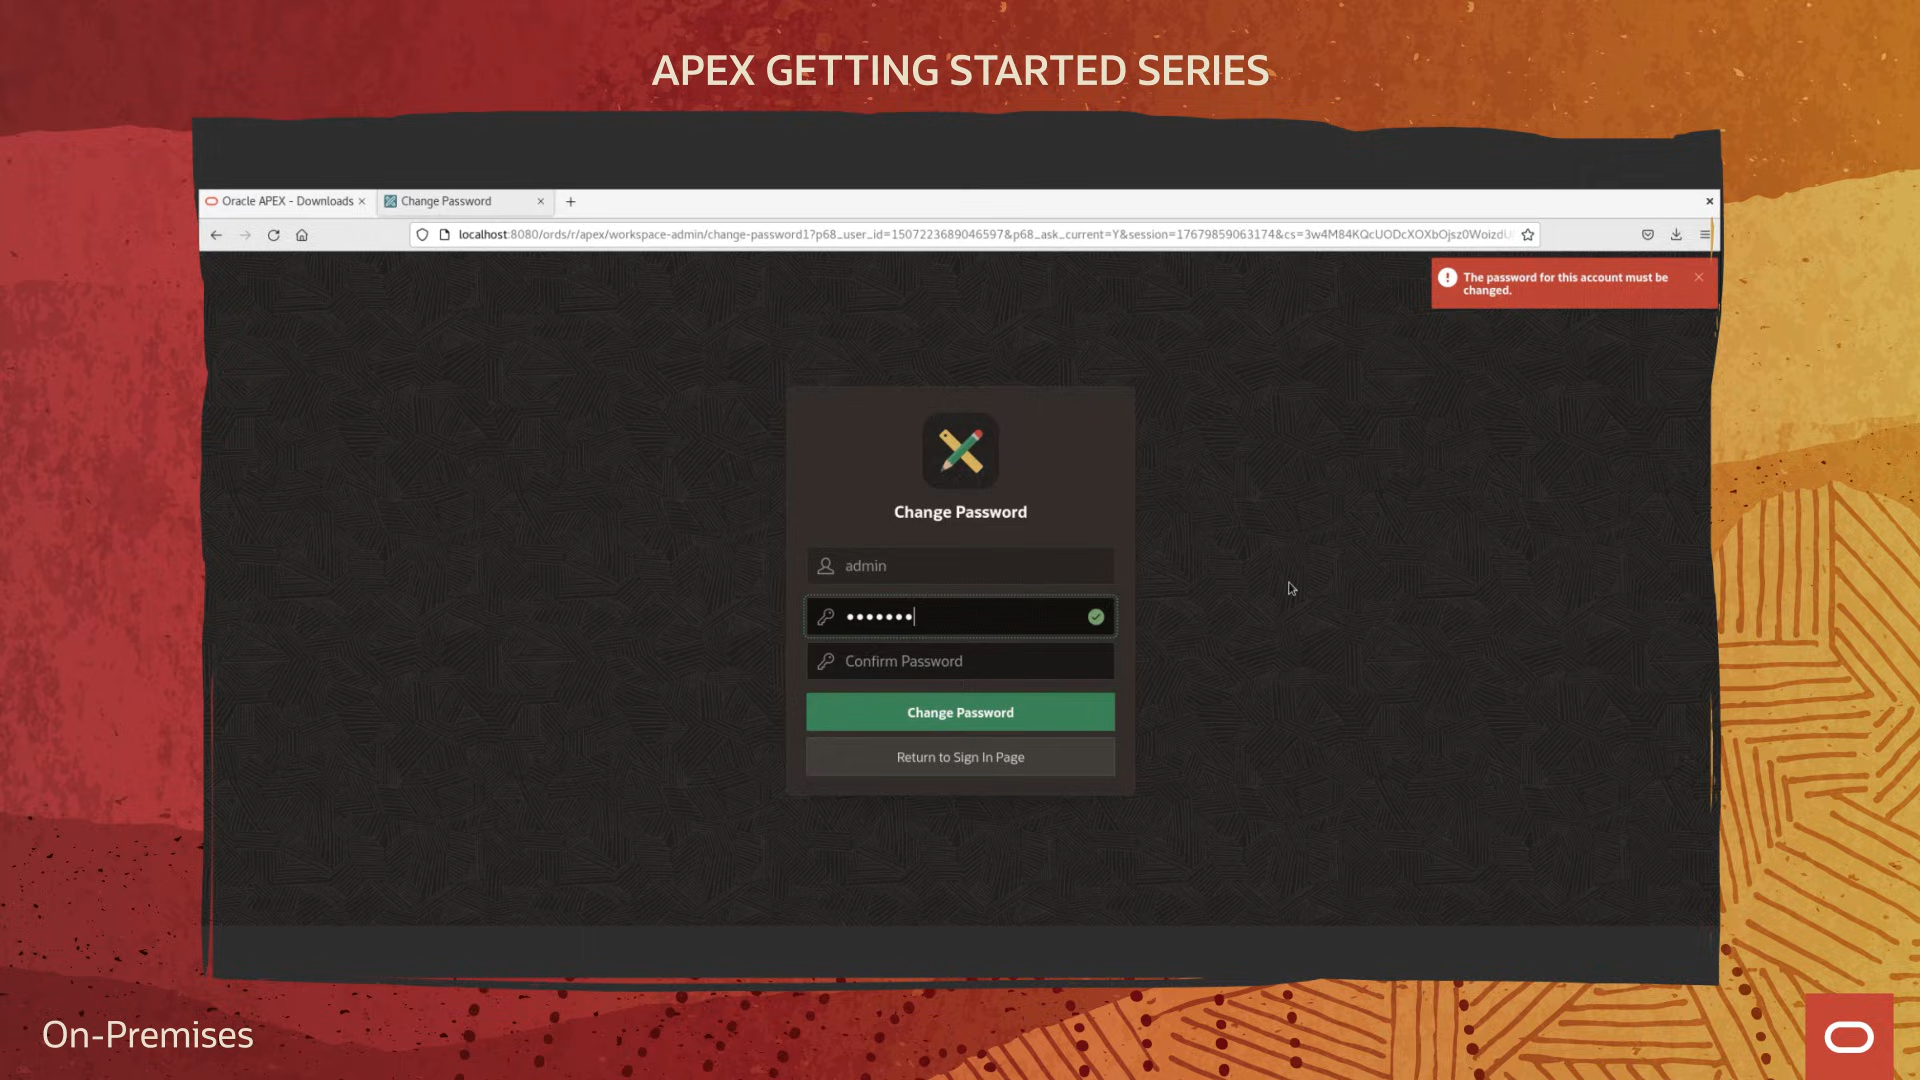 APEX GETTING STARTED SERIES
Oracle APEX - Downloads
Change Password
localhost:8080/ords/r/apex/workspace-admin/change-password1?p68_user_id=1507223689046597&p68_ask_current=Y&session=17679859063174&cs=3w4M84KQcUODcXOXbOjsz0Woizd
The password for this account must be
changed.
Change Password
admin
Confirm Password
Change Password
Return to Sign In Page
On-Premises